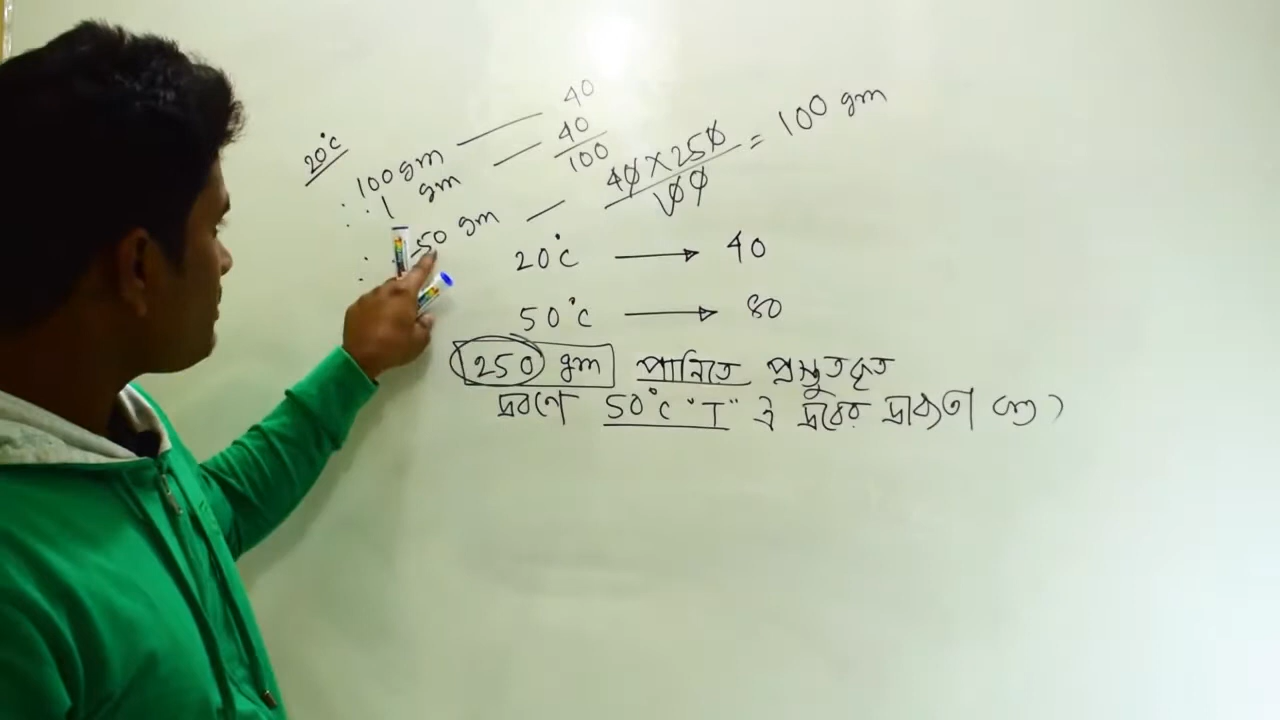 20°C
100 gm — 40
∴ 1 gm — 40/100
∴ 50 gm — 40 X 250/100 = 100 gm
20°C → 40
50°C → 80
250 gm পানিতে প্রস্তুতকৃত
দ্রবণে 50°C "T" এ দ্রবের দ্রাব্যতা কত?